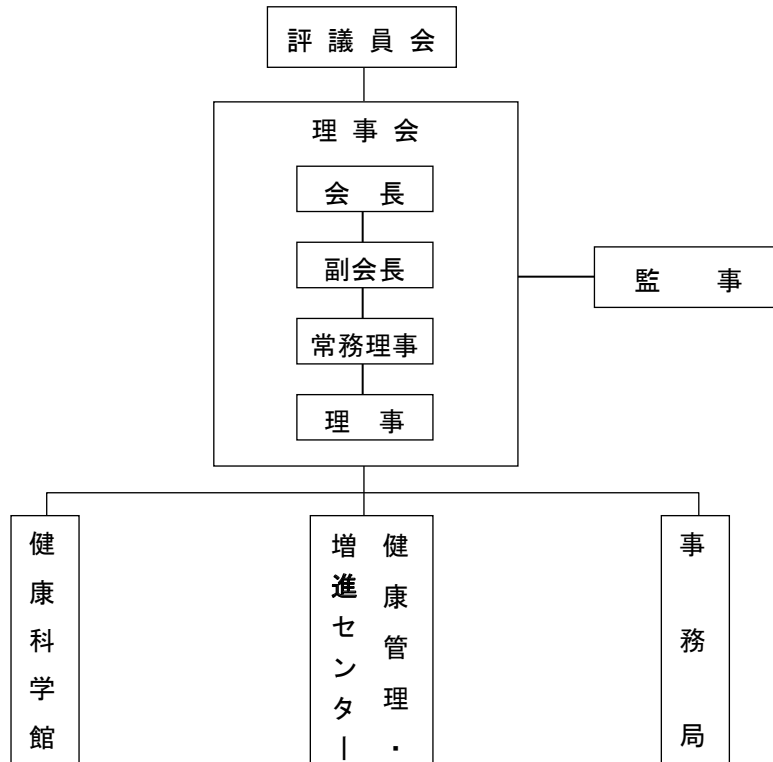 評議員会
理事会
会長
副会長
常務理事
理事
監事
健康科学館
健康管理・
増進センター
事務局